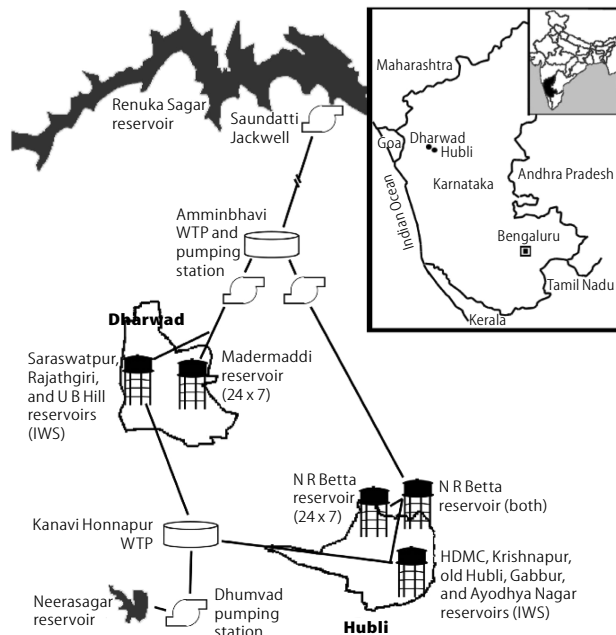 Renuka Sagar
reservoir
Saundatti
Jackwell
Maharashtra
Goa
Dharwad
Hubli
Karnataka
Andhra Pradesh
Indian Ocean
Bengaluru
Tamil Nadu
Kerala
Amminbhavi
WTP and
pumping
station
Dharwad
Saraswatpur,
Rajathgiri,
and U B Hill
reservoirs
(IWS)
Madermaddi
reservoir
(24 x 7)
N R Betta
reservoir
(24 x 7)
N R Betta
reservoir (both)
Kanavi Honnapur
WTP
HDMC, Krishnapur,
old Hubli, Gabbur,
and Ayodhya Nagar
reservoirs (IWS)
Neerasagar
reservoir
Dhumvad
pumping
station
Hubli